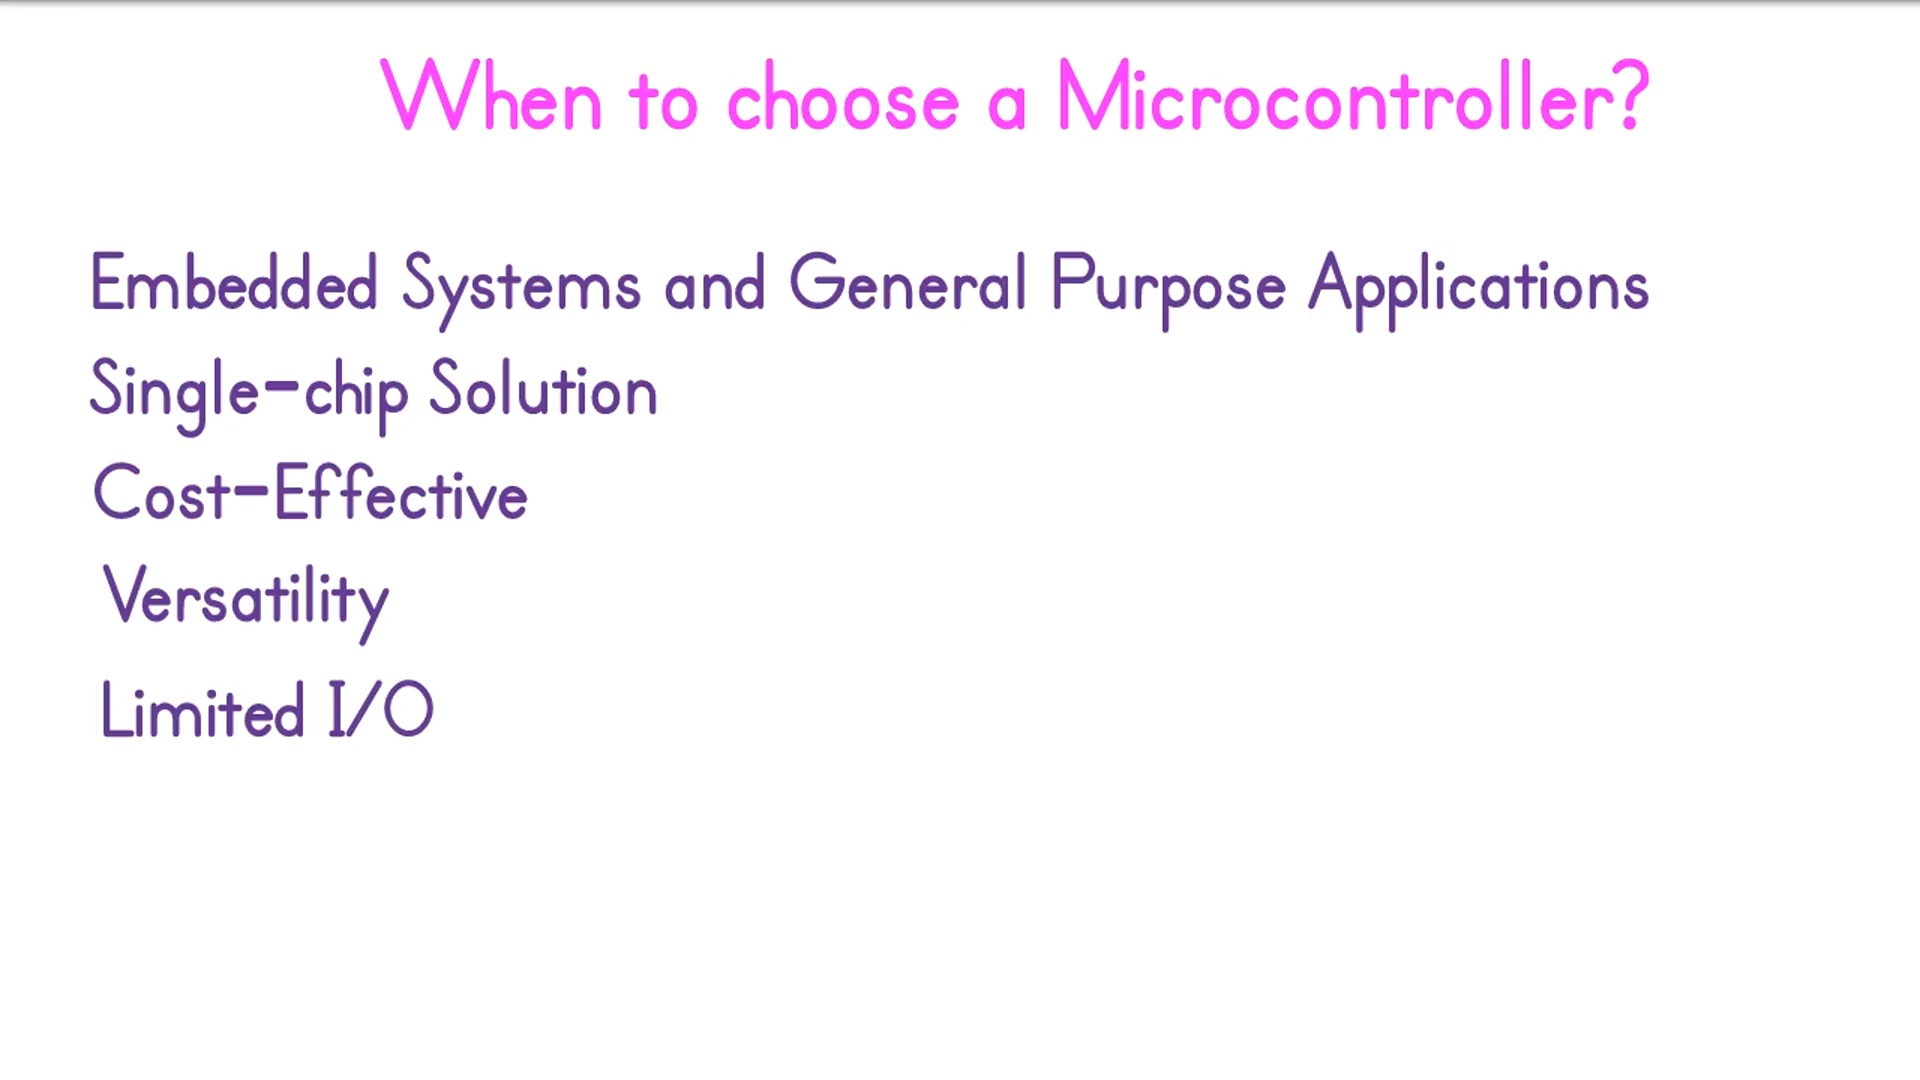 When to choose a Microcontroller?
Embedded Systems and General Purpose Applications
Single-chip Solution
Cost-Effective
Versatility
Limited I/O